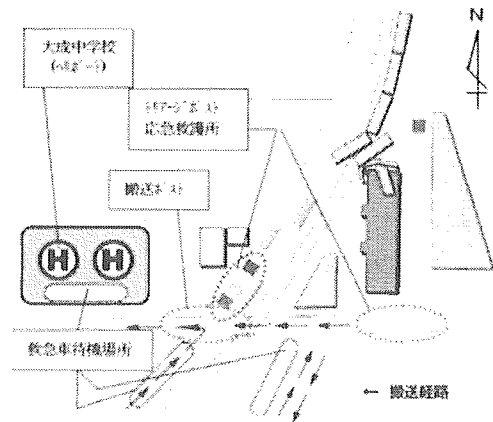 N
大成中学校
(ヘリポート)
トリアージポスト
応急救護所
搬送ポスト
H H
救急車待機場所
← 搬送経路